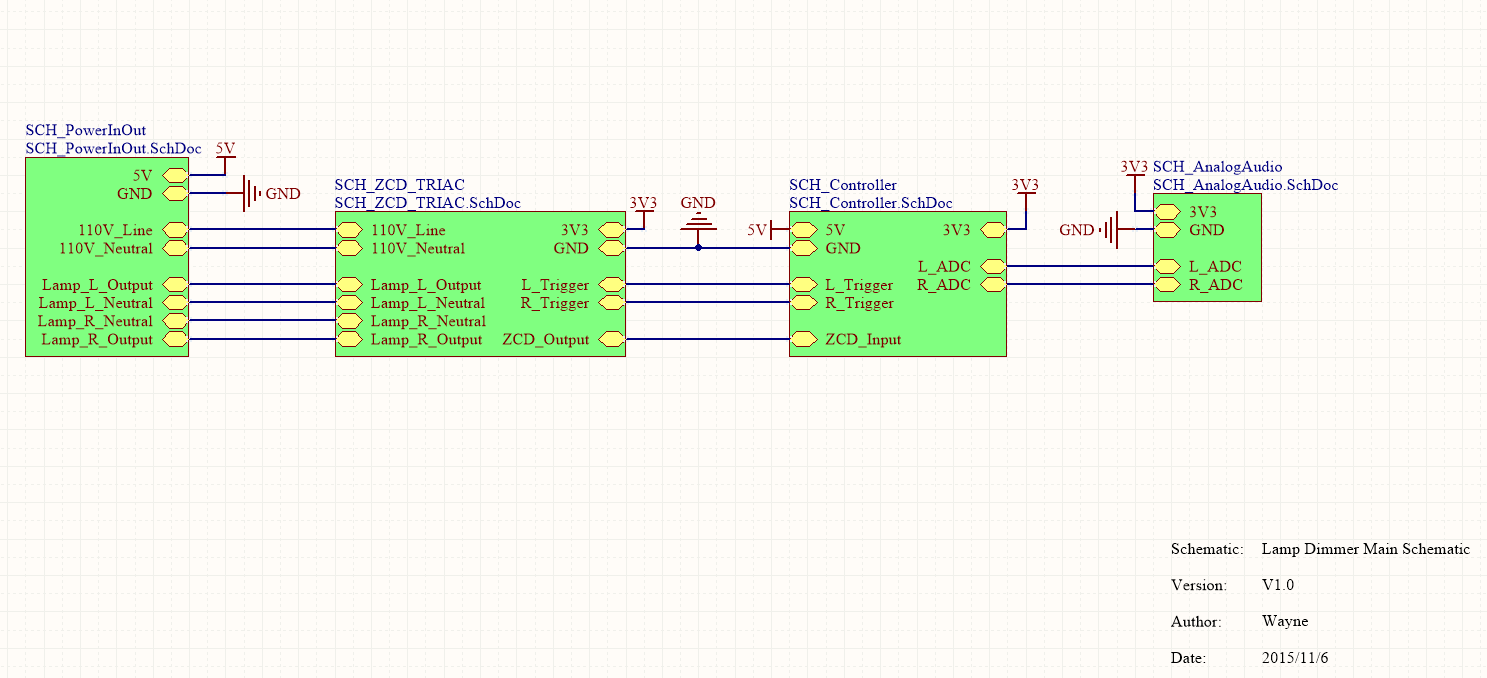 SCH_PowerInOut
SCH_PowerInOut.SchDoc
5V
5V
GND
GND
110V_Line
110V_Neutral
Lamp_L_Output
Lamp_L_Neutral
Lamp_R_Neutral
Lamp_R_Output
SCH_ZCD_TRIAC
SCH_ZCD_TRIAC.SchDoc
110V_Line
110V_Neutral
Lamp_L_Output
Lamp_L_Neutral
Lamp_R_Neutral
Lamp_R_Output
3V3
3V3
GND
L_Trigger
R_Trigger
ZCD_Output
GND
SCH_Controller
SCH_Controller.SchDoc
5V
5V
GND
L_Trigger
R_Trigger
ZCD_Input
3V3
3V3
L_ADC
R_ADC
3V3
SCH_AnalogAudio
SCH_AnalogAudio.SchDoc
3V3
GND
GND
L_ADC
R_ADC
Schematic: Lamp Dimmer Main Schematic
Version: V1.0
Author: Wayne
Date: 2015/11/6